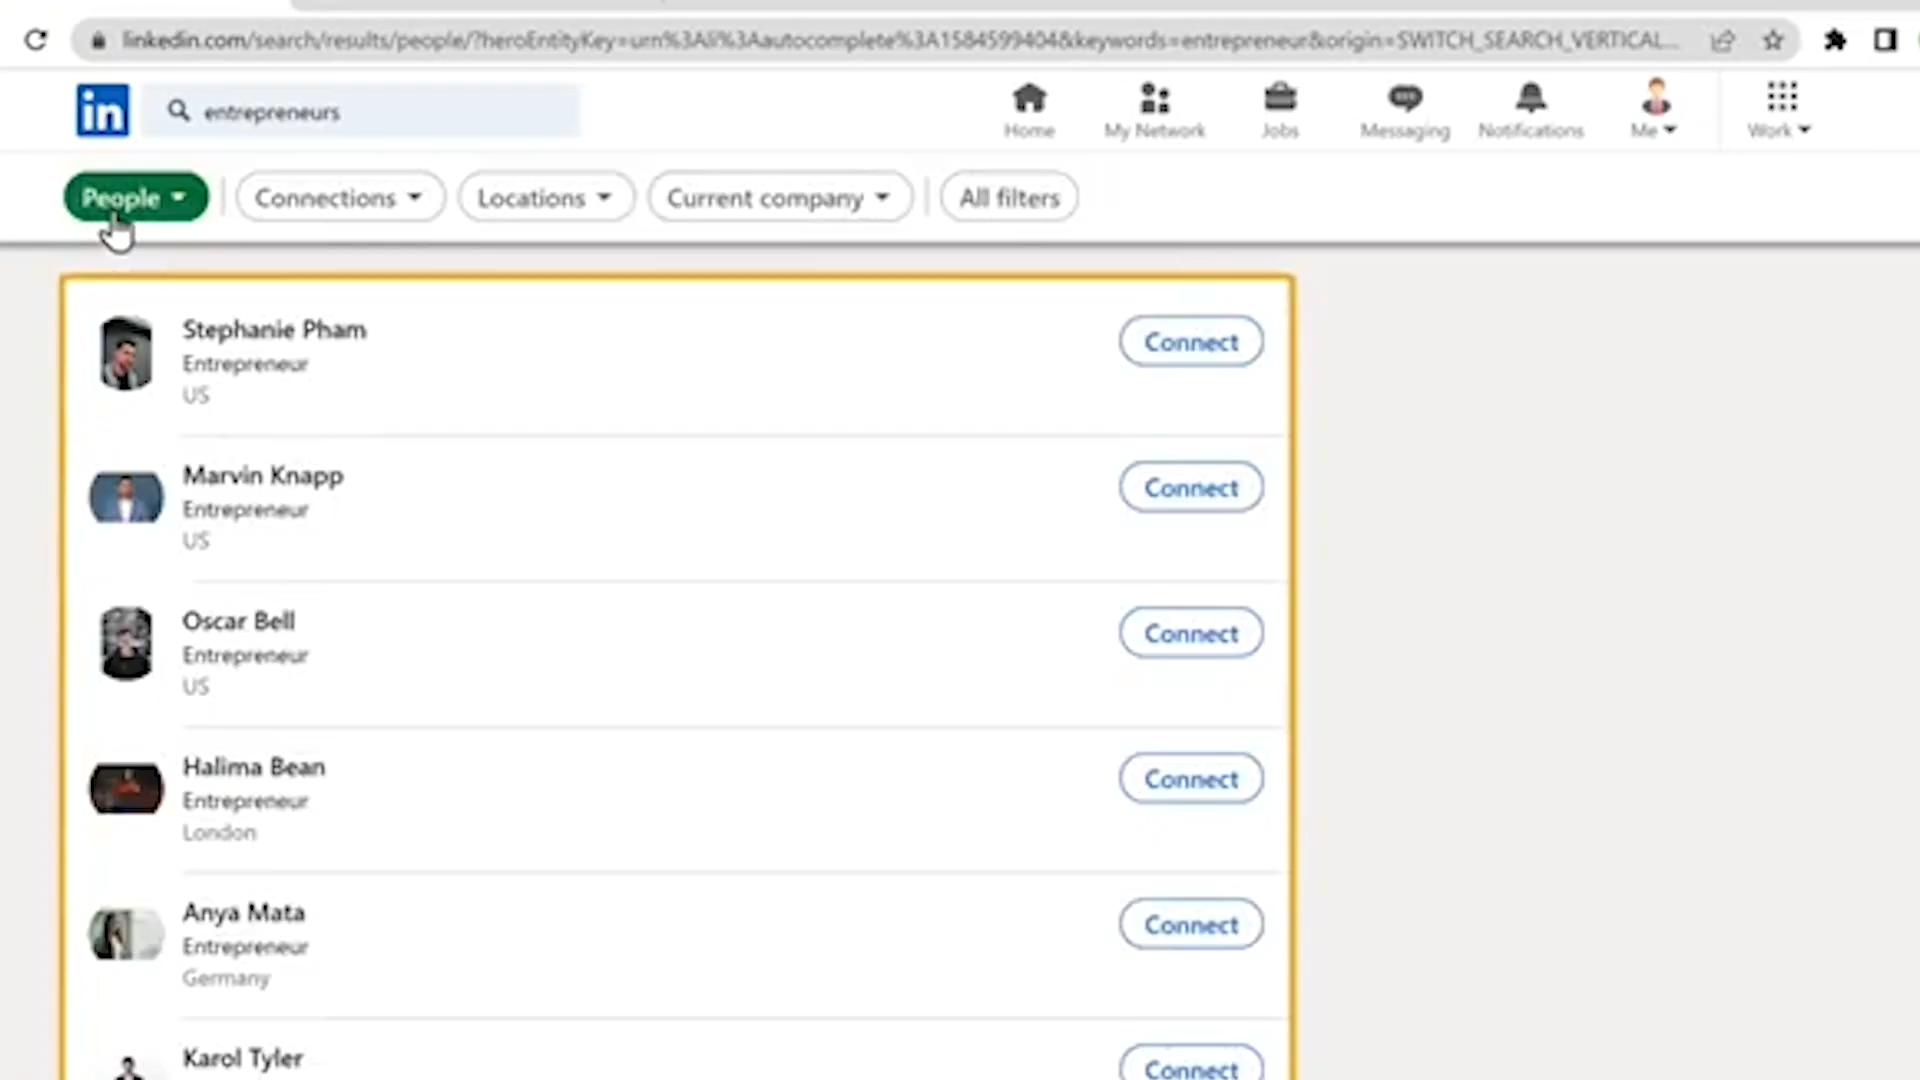 linkedin.com/search/results/people/?heroEntityKey=urn%3Ali%3Aautocomplete%3A1584599404&keywords=entrepreneur&origin=SWITCH_SEARCH_VERTICAL...
in
entrepreneurs
Home
My Network
Jobs
Messaging
Notifications
Me
Work
People
Connections
Locations
Current company
All filters
Stephanie Pham
Entrepreneur
US
Connect
Marvin Knapp
Entrepreneur
US
Connect
Oscar Bell
Entrepreneur
US
Connect
Halima Bean
Entrepreneur
London
Connect
Anya Mata
Entrepreneur
Germany
Connect
Karol Tyler
Connect